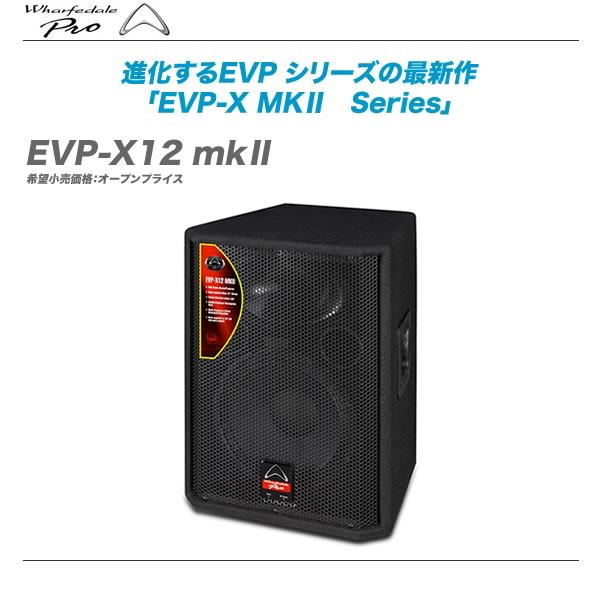 Wharfedale
Pro
進化するEVP シリーズの最新作
「EVP-X MKⅡ　Series」
EVP-X12 mkⅡ
希望小売価格：オープンプライス
EVP-X12 MKII
Wharfedale
Pro